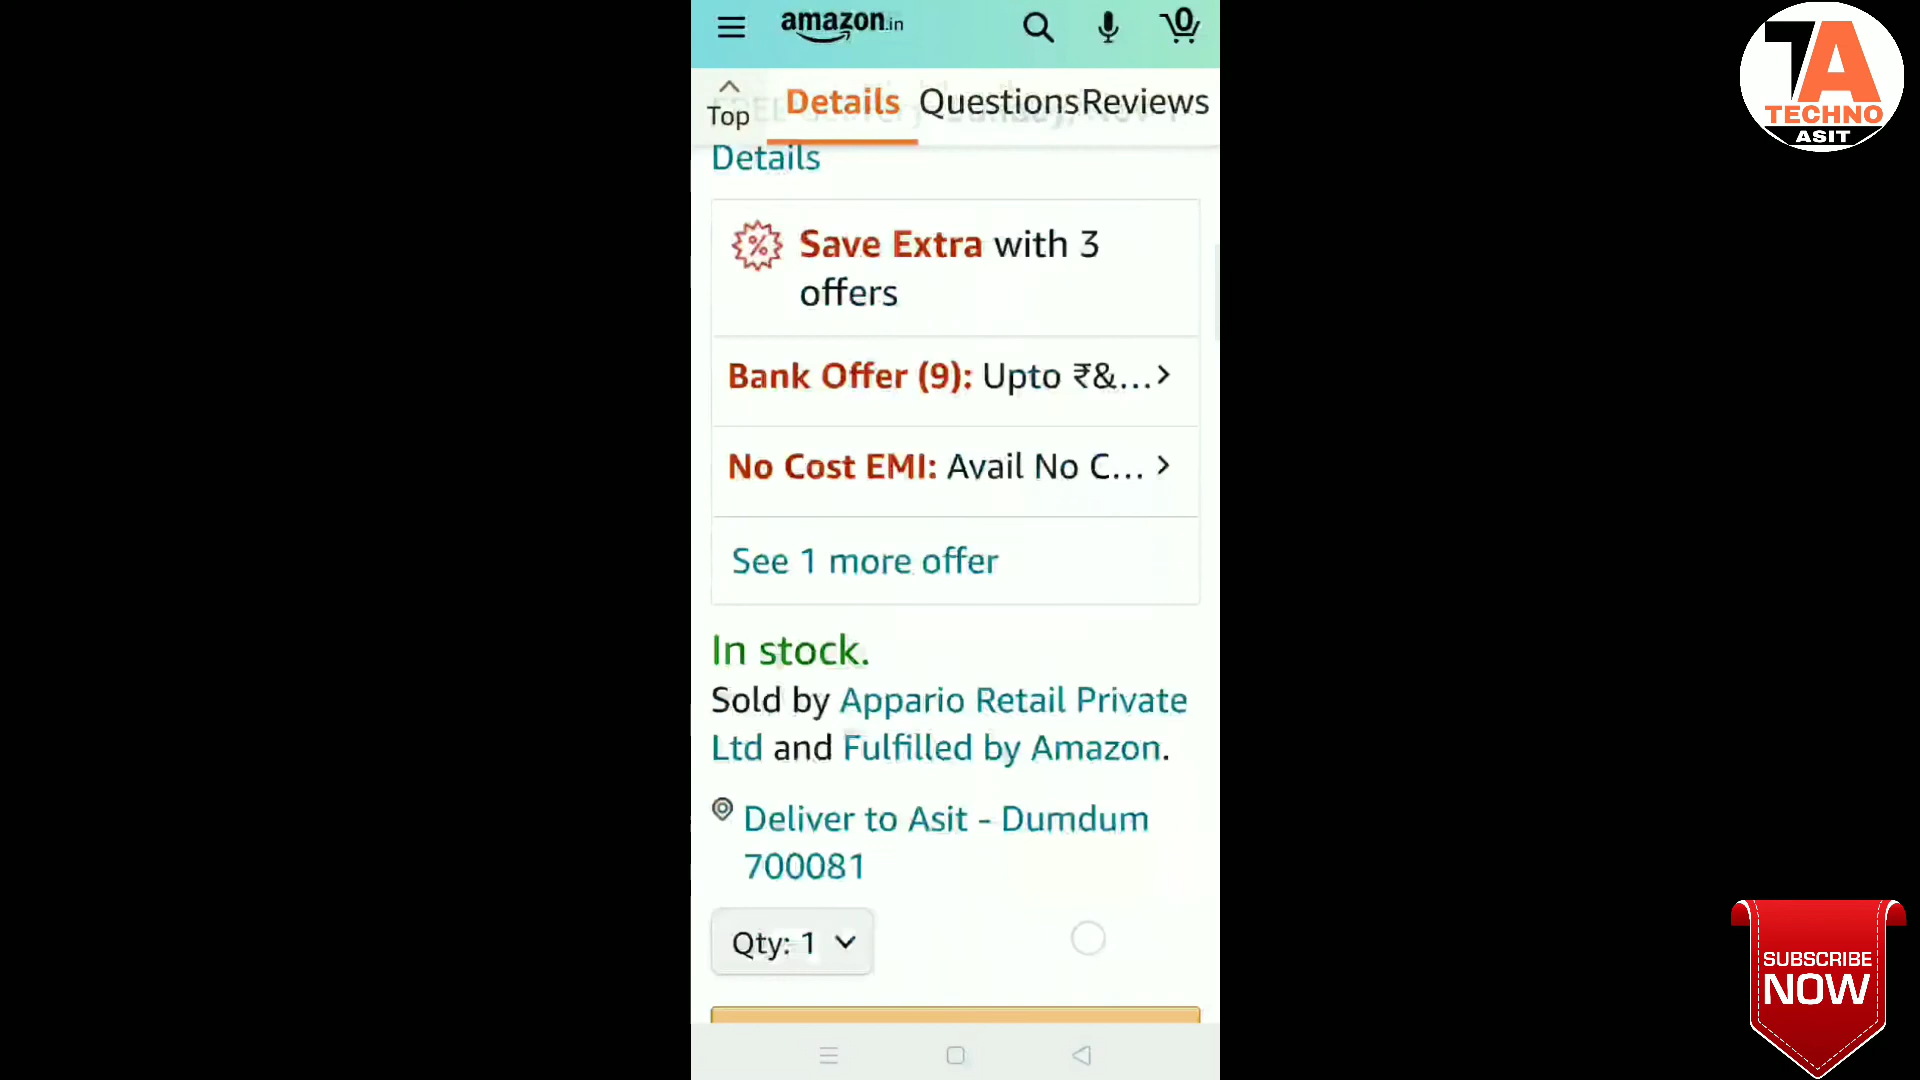 amazon.in
0
Top
Details
Questions
Reviews
Details
Save Extra with 3
offers
Bank Offer (9): Upto ₹&...
No Cost EMI: Avail No C...
See 1 more offer
In stock.
Sold by Appario Retail Private
Ltd and Fulfilled by Amazon.
Deliver to Asit - Dumdum
700081
Qty: 1
TA
TECHNO
ASIT
SUBSCRIBE
NOW